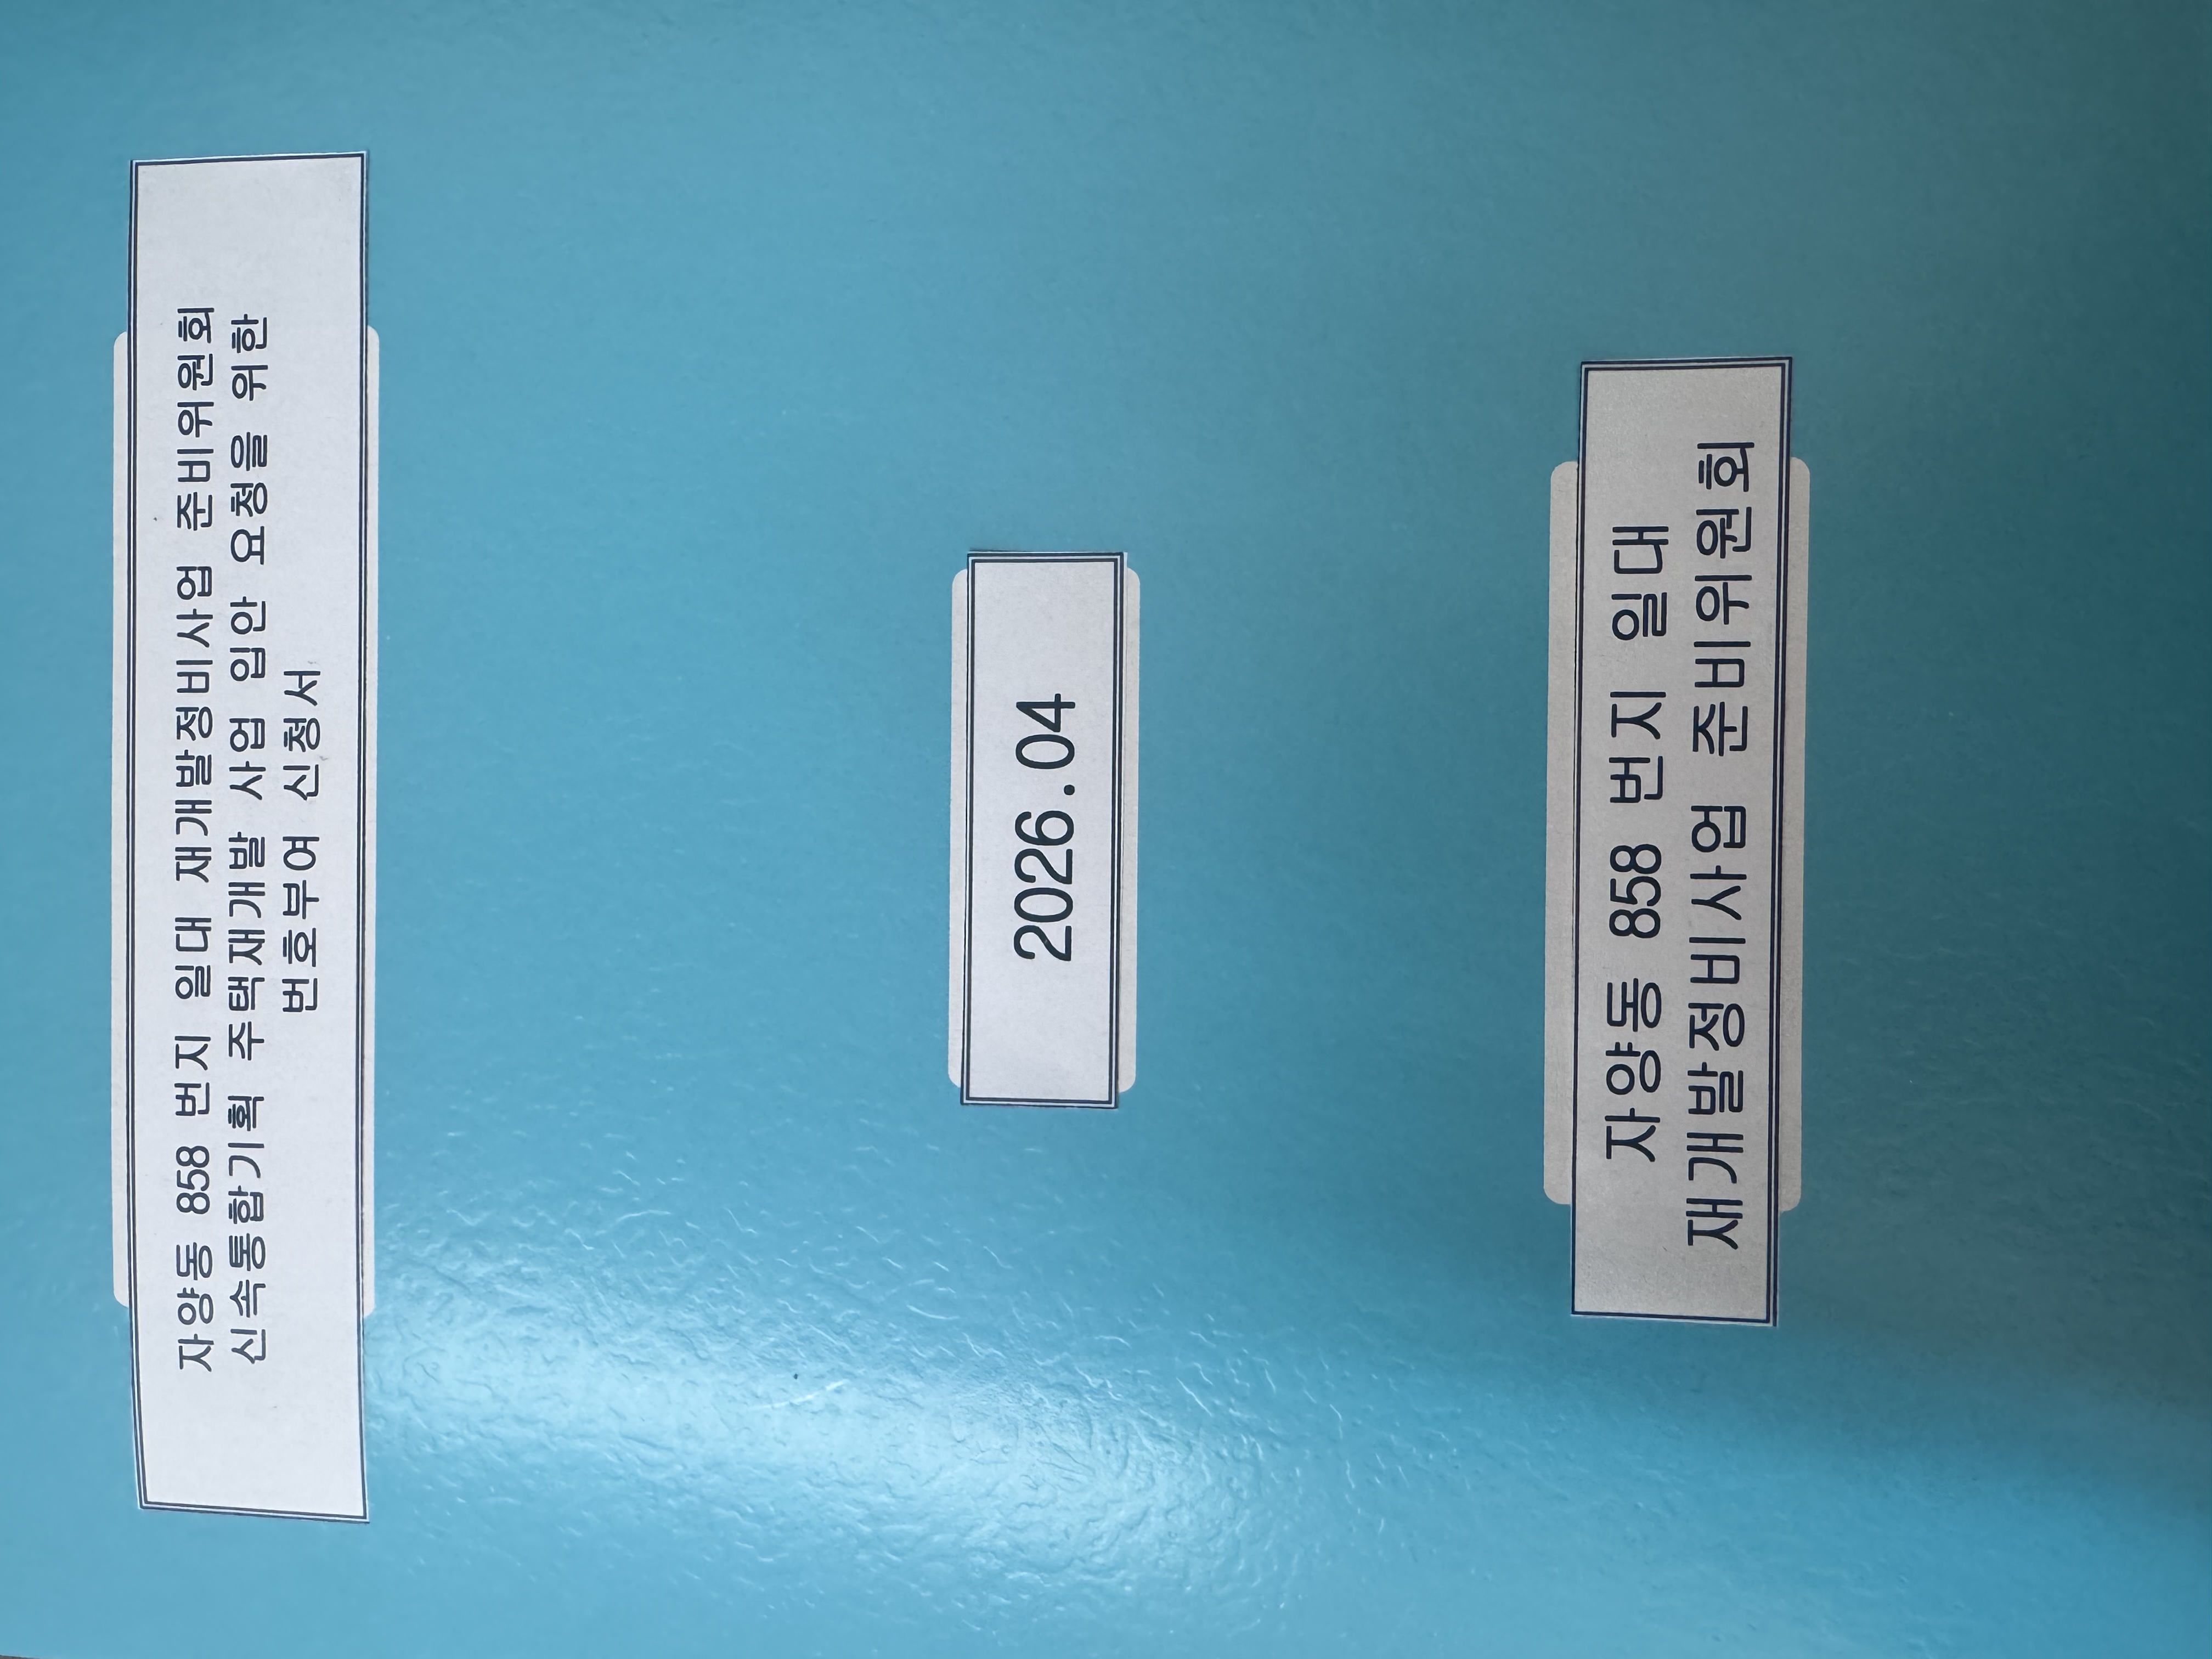 자양동 858 번지 일대 재개발정비사업 준비위원회
신속통합기획 주택재개발 사업 입안 요청을 위한
번호부여 신청서
2026.04
자양동 858 번지 일대
재개발정비사업 준비위원회